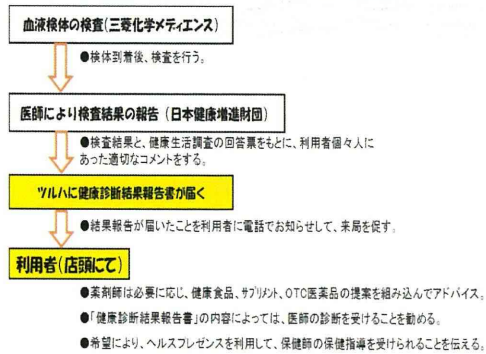 血液検体の検査(三菱化学メディエンス)
●検体到着後、検査を行う。
医師により検査結果の報告(日本健康増進財団)
●検査結果と、健康生活調査の回答票をもとに、利用者個々人に
あった適切なコメントをする。
ツルハに健康診断結果報告書が届く
●結果報告が届いたことを利用者に電話でお知らせして、来局を促す。
利用者(店頭にて)
●薬剤師は必要に応じ、健康食品、サプリメント、OTC医薬品の提案を組み込んでアドバイス。
●「健康診断結果報告書」の内容によっては、医師の診断を受けることを勧める。
●希望により、ヘルスプレゼンスを利用して、保健師の保健指導を受けられることを伝える。